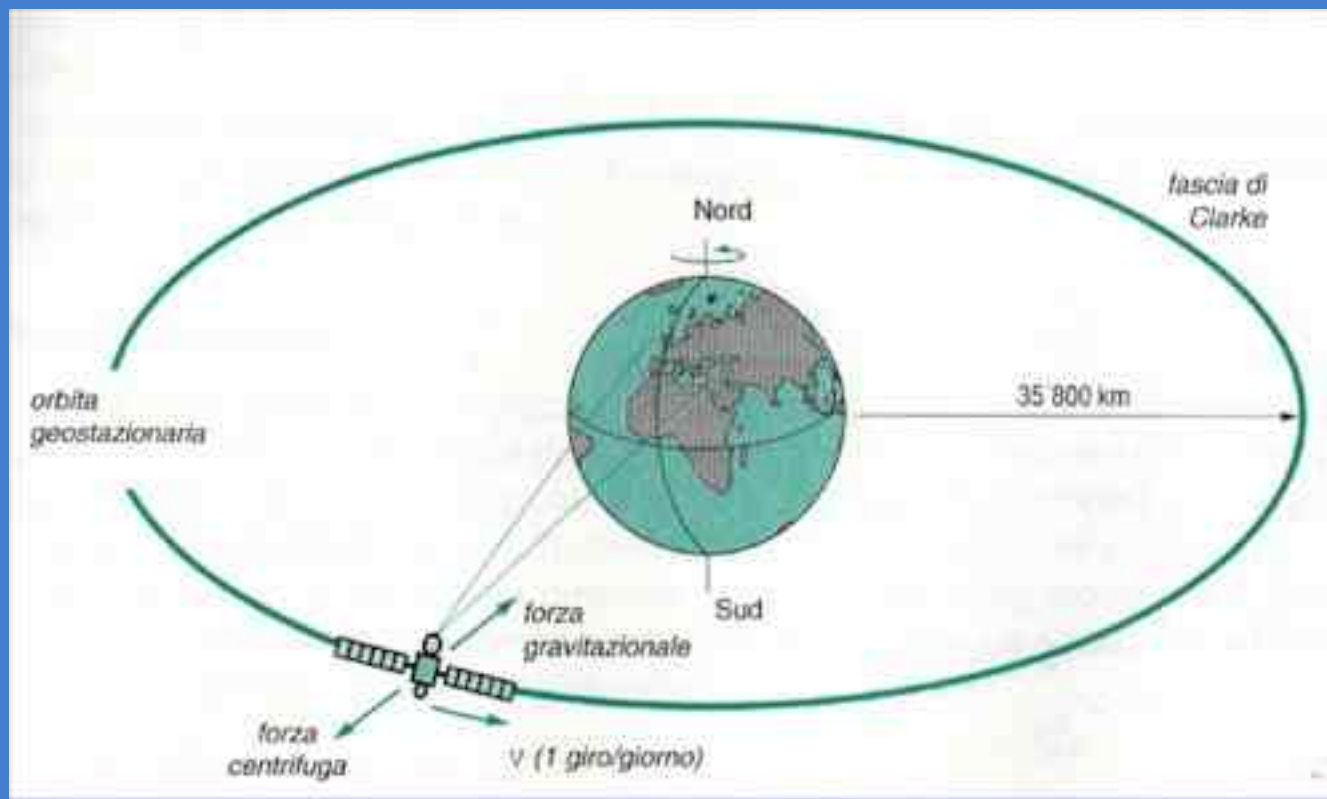 fascia di
Clarke
Nord
35 800 km
orbita
geostazionaria
Sud
forza
gravitazionale
forza
centrifuga
V (1 giro/giorno)